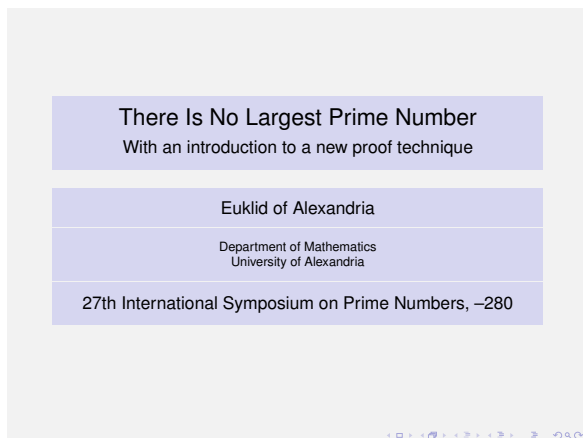 There Is No Largest Prime Number
With an introduction to a new proof technique
Euklid of Alexandria
Department of Mathematics
University of Alexandria
27th International Symposium on Prime Numbers, –280